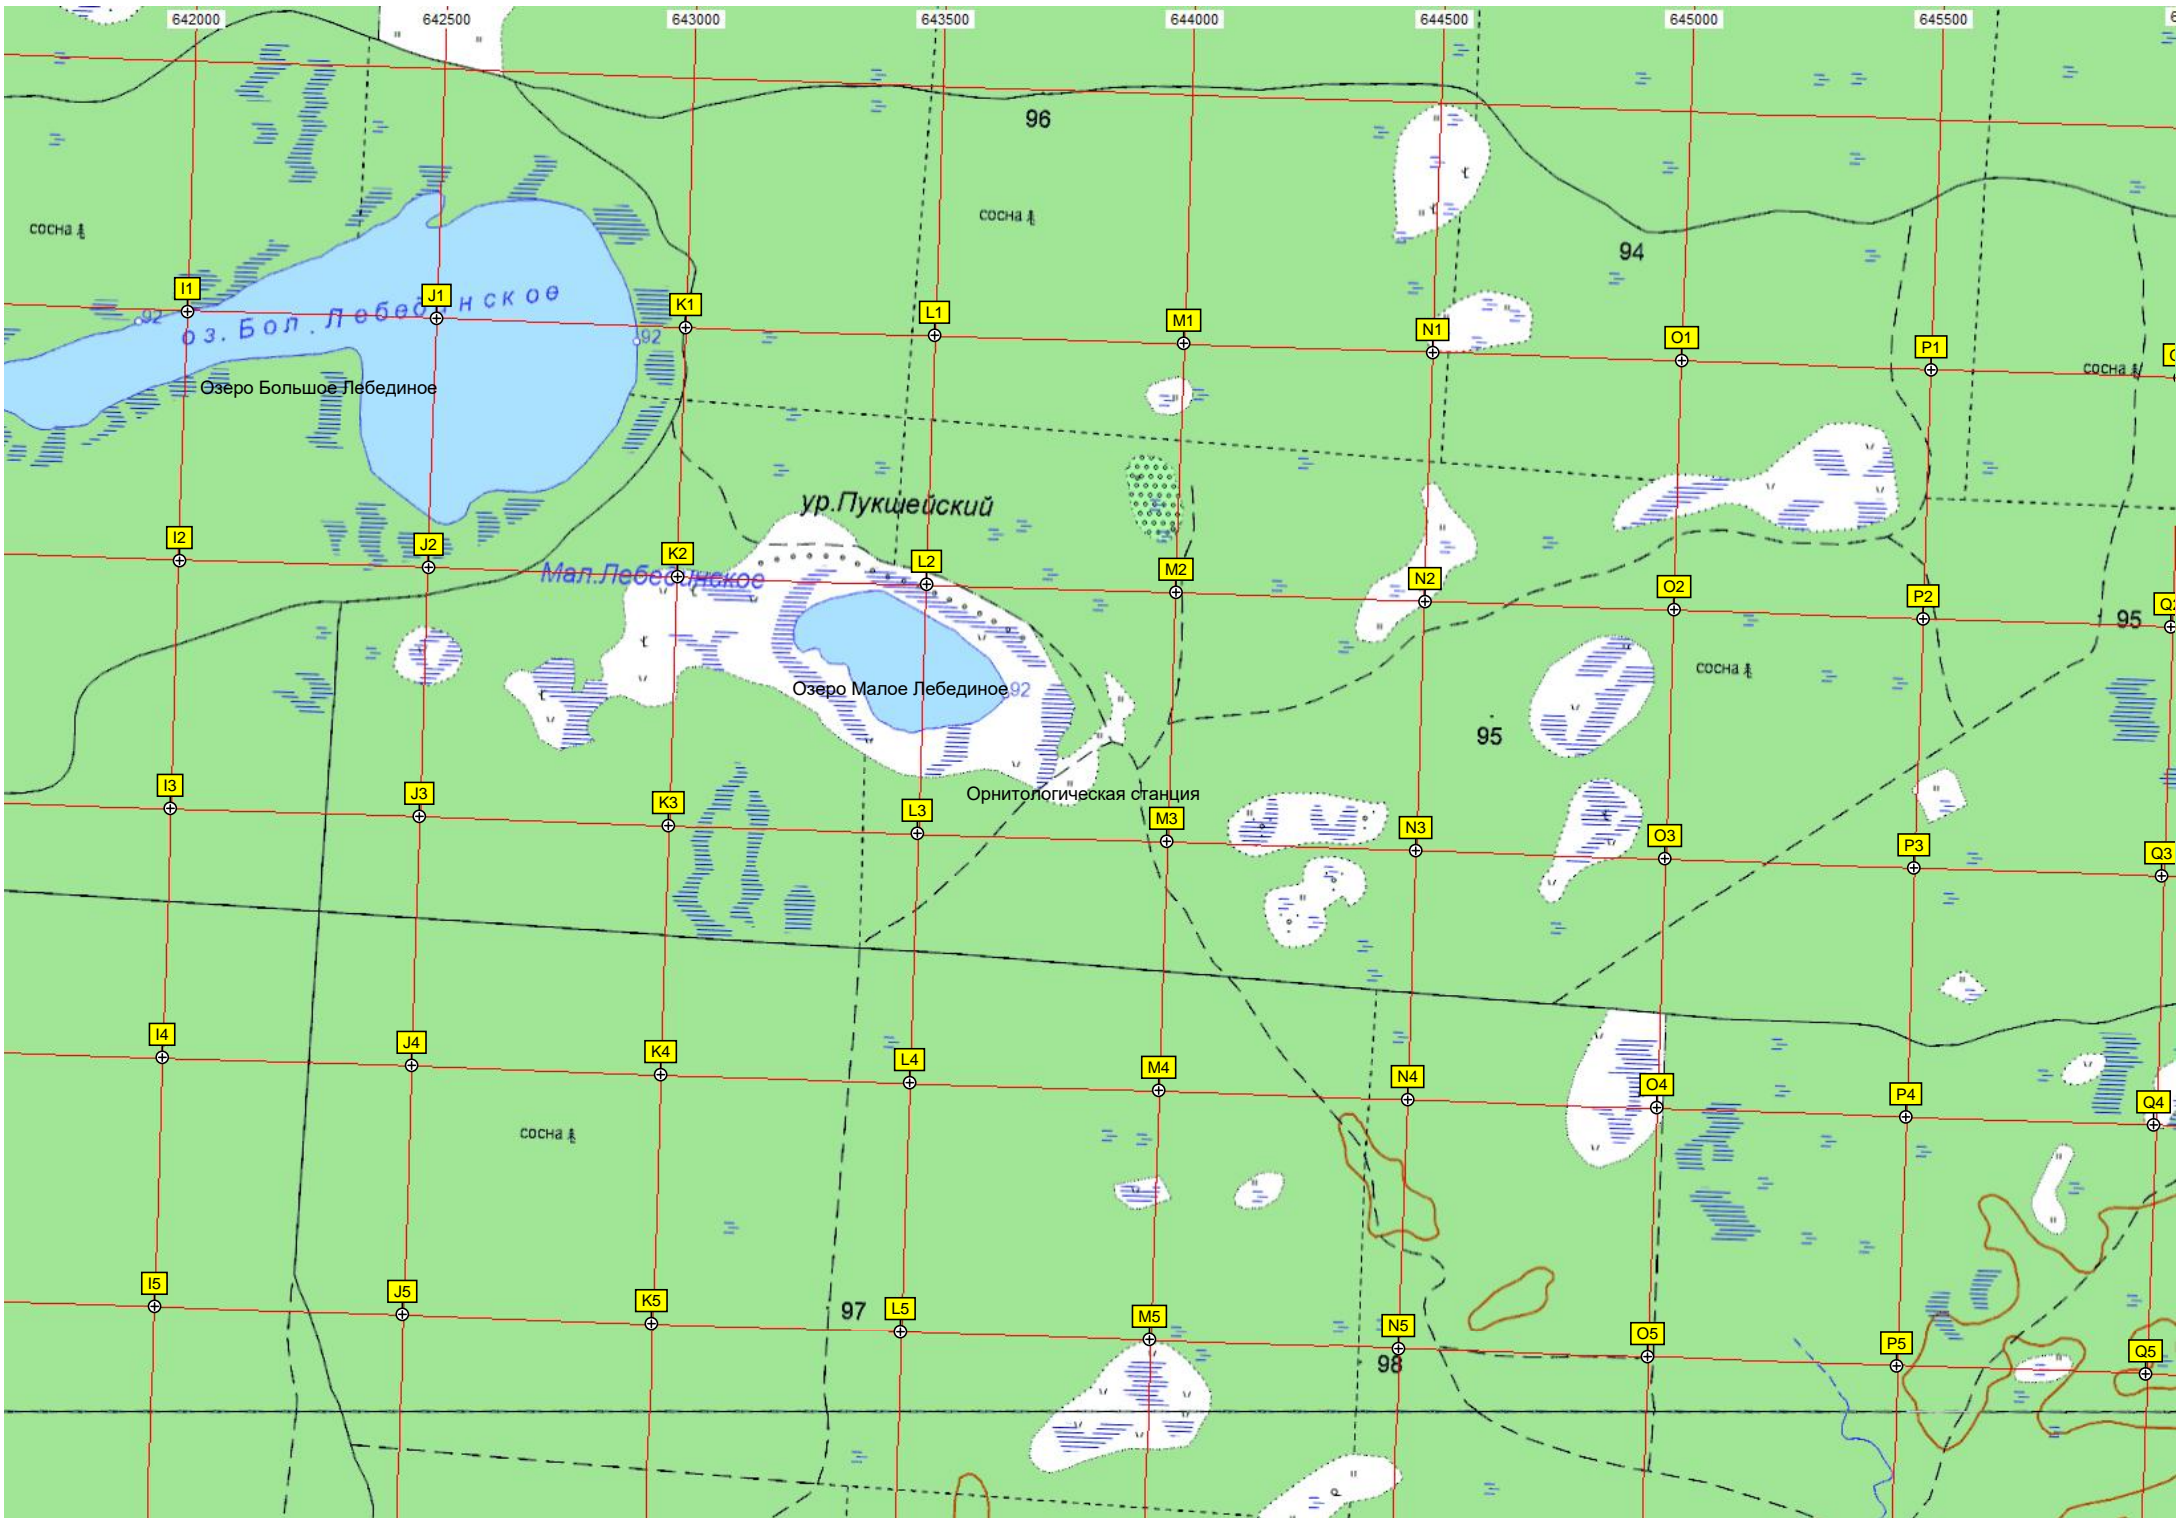 642000 642500 643000 643500 644000 644500 645000 645500
96
сосна
сосна
94
I1 J1 K1 L1 M1 N1 O1 P1
92
оз. Бол. Лебединское
92
сосна
Озеро Большое Лебединое
ур.Пукшейский
I2 J2 K2 L2 M2 N2 O2 P2 Q2
Мал.Лебединское
95
сосна
Озеро Малое Лебединое
92
95
Орнитологическая станция
I3 J3 K3 L3 M3 N3 O3 P3 Q3
I4 J4 K4 L4 M4 N4 O4 P4 Q4
сосна
I5 J5 K5 L5 M5 N5 O5 P5 Q5
97
98